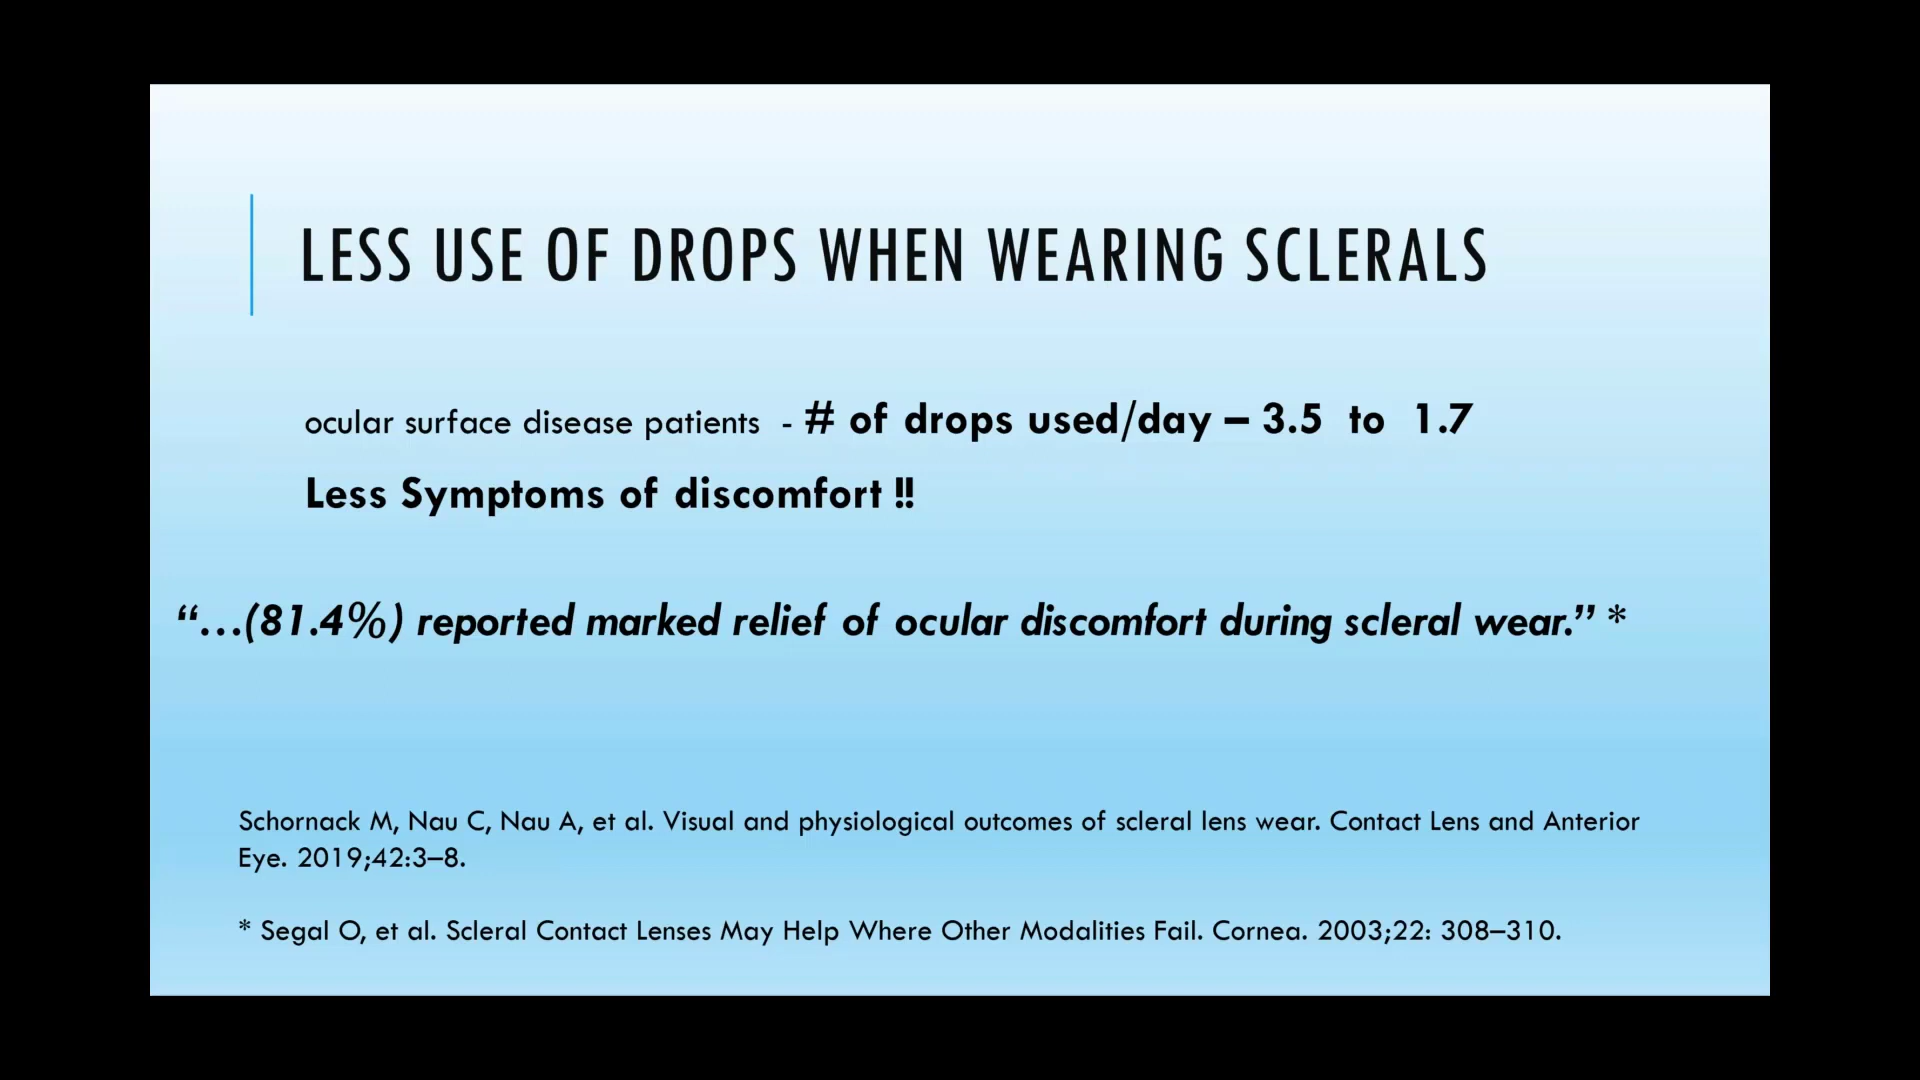 LESS USE OF DROPS WHEN WEARING SCLERALS
ocular surface disease patients - # of drops used/day – 3.5 to 1.7
Less Symptoms of discomfort !!
“…(81.4%) reported marked relief of ocular discomfort during scleral wear.” *
Schornack M, Nau C, Nau A, et al. Visual and physiological outcomes of scleral lens wear. Contact Lens and Anterior
Eye. 2019;42:3–8.
* Segal O, et al. Scleral Contact Lenses May Help Where Other Modalities Fail. Cornea. 2003;22: 308–310.